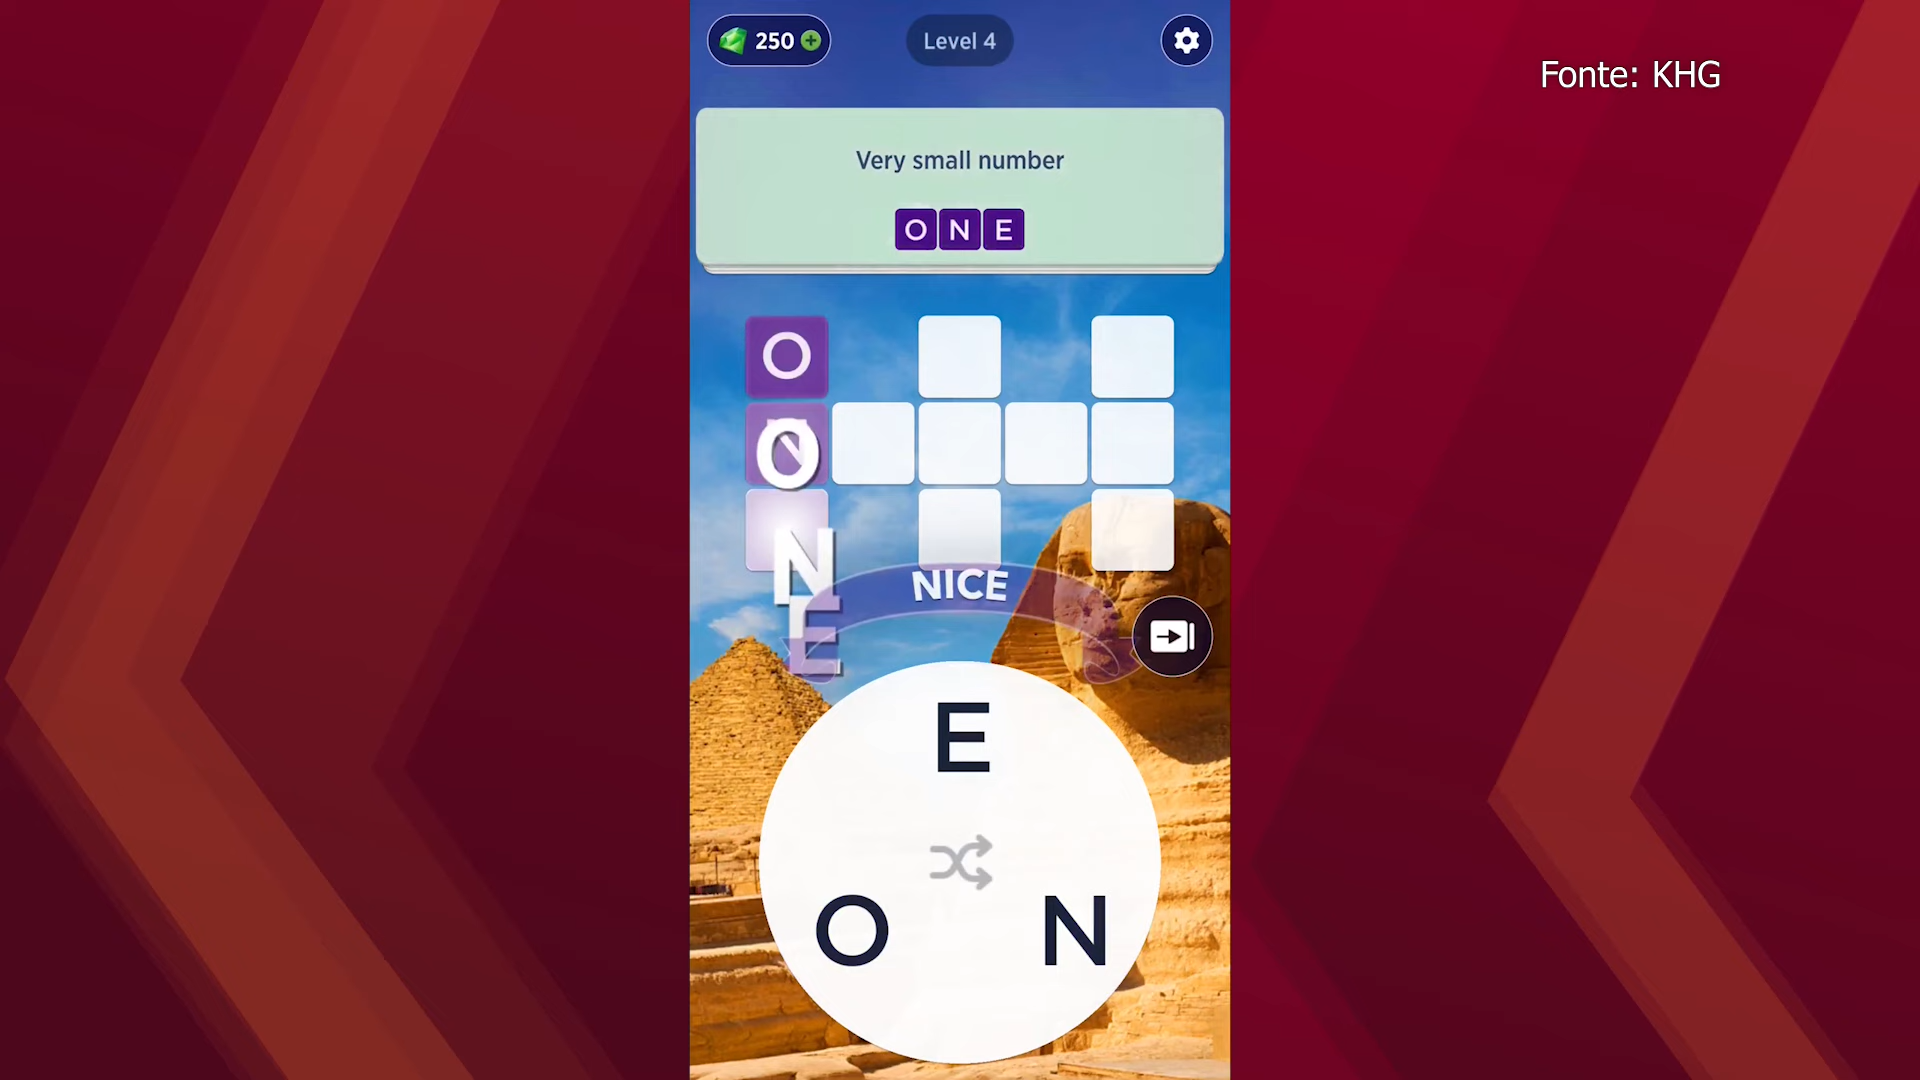 250
Level 4
Fonte: KHG
Very small number
ONE
O
N
O
N
E
NICE
E
O N